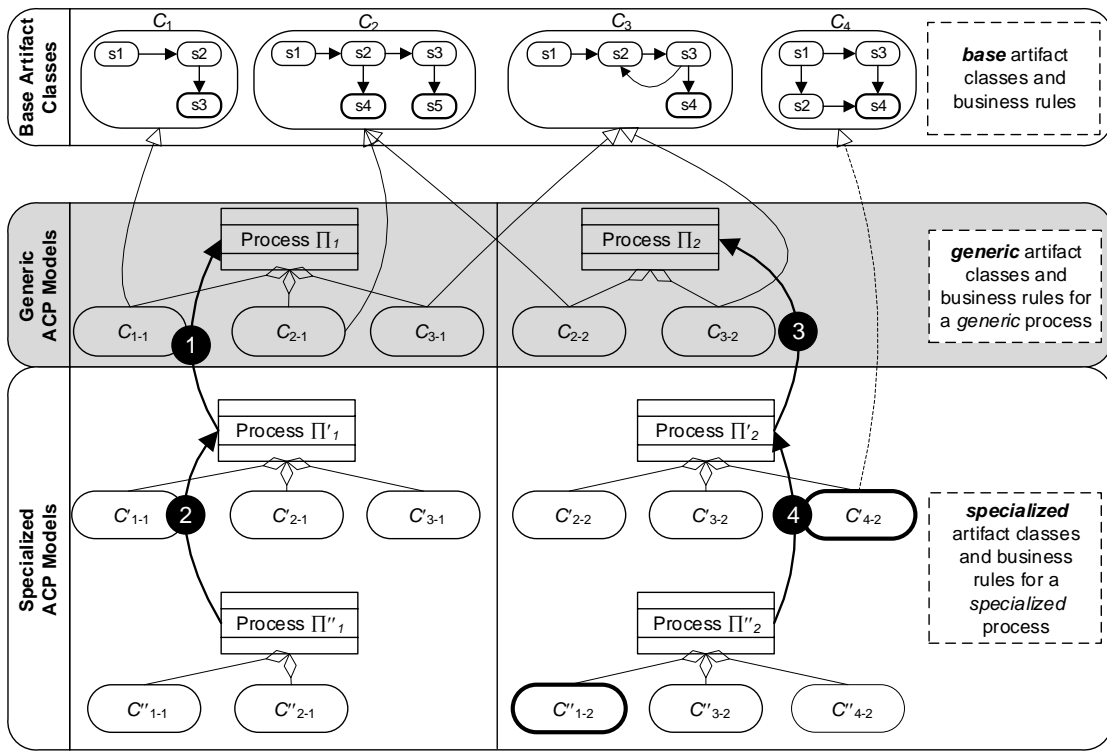 Base Artifact
Classes
C1
s1
s2
s3
C2
s1
s2
s3
s4
s5
C3
s1
s2
s3
s4
C4
s1
s3
s2
s4
base artifact
classes and
business rules
Generic
ACP Models
Process Π1
C1-1
C2-1
C3-1
1
Process Π2
C2-2
C3-2
3
generic artifact
classes and
business rules for
a generic process
Specialized
ACP Models
Process Π'1
C'1-1
2
C'2-1
C'3-1
Process Π'2
C'2-2
C'3-2
4
C'4-2
specialized
artifact classes
and business
rules for a
specialized
process
Process Π''1
C''1-1
C''2-1
Process Π''2
C''1-2
C''3-2
C''4-2